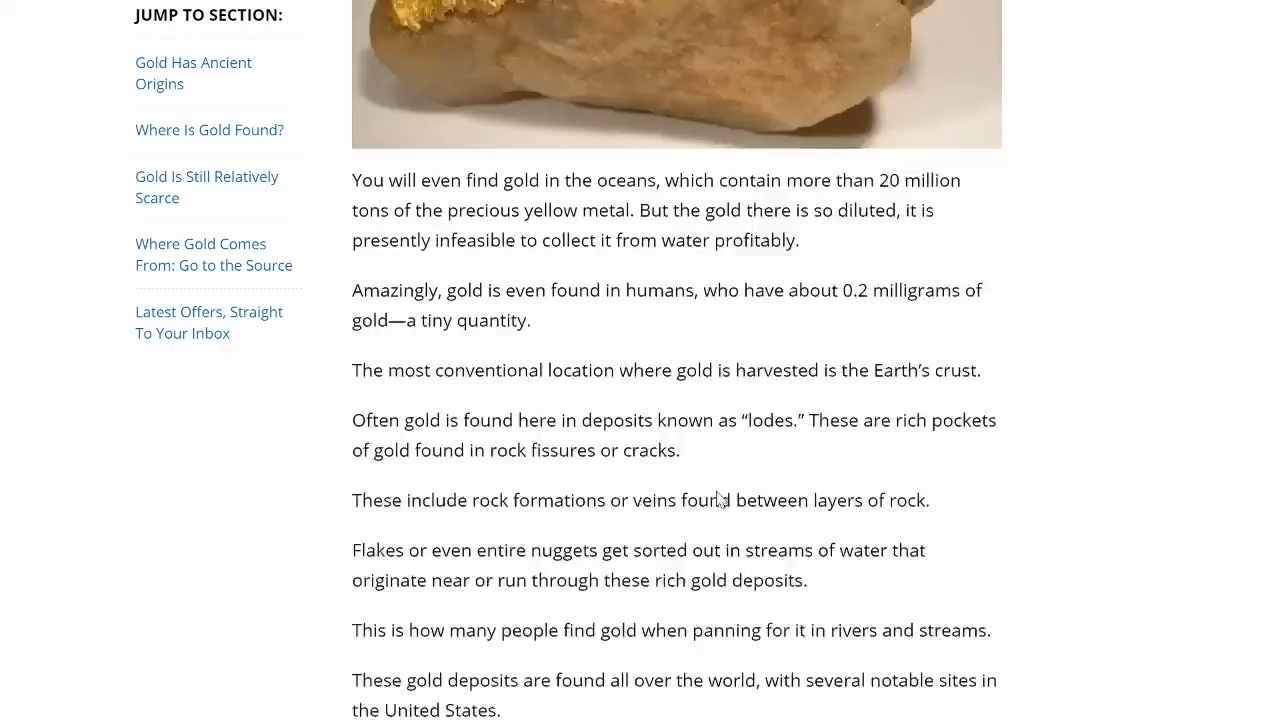 JUMP TO SECTION:
Gold Has Ancient
Origins
Where Is Gold Found?
Gold Is Still Relatively
Scarce
Where Gold Comes
From: Go to the Source
Latest Offers, Straight
To Your Inbox
You will even find gold in the oceans, which contain more than 20 million
tons of the precious yellow metal. But the gold there is so diluted, it is
presently infeasible to collect it from water profitably.
Amazingly, gold is even found in humans, who have about 0.2 milligrams of
gold—a tiny quantity.
The most conventional location where gold is harvested is the Earth’s crust.
Often gold is found here in deposits known as “lodes.” These are rich pockets
of gold found in rock fissures or cracks.
These include rock formations or veins found between layers of rock.
Flakes or even entire nuggets get sorted out in streams of water that
originate near or run through these rich gold deposits.
This is how many people find gold when panning for it in rivers and streams.
These gold deposits are found all over the world, with several notable sites in
the United States.